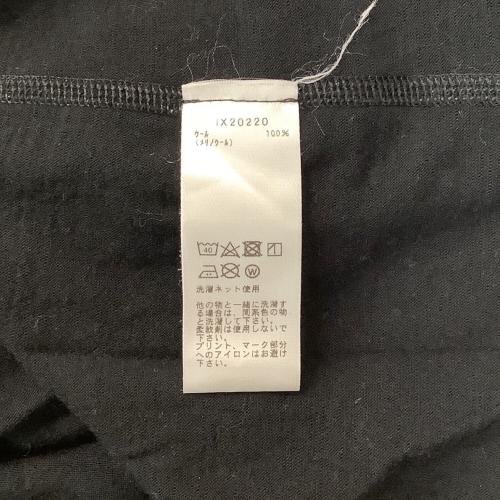 IX20220
ウール 100%
(メリノウール)
40
W
洗濯ネット使用
他の物と一緒に洗濯す
る場合は、同系色の物
と洗濯して下さい。
柔軟剤は使用しないで
下さい。
プリント、マーク部分
へのアイロンはお避け
下さい。